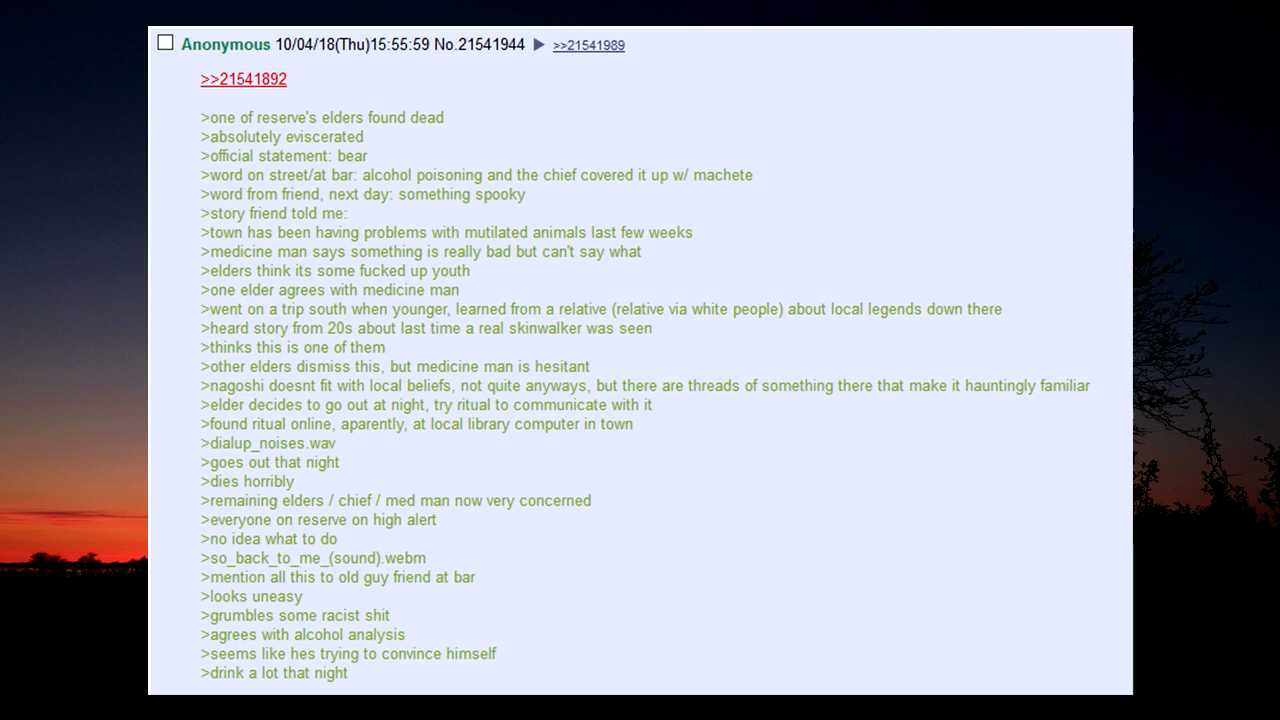 Anonymous 10/04/18(Thu)15:55:59 No.21541944 ▶ >>21541989
>>21541892
>one of reserve's elders found dead
>absolutely eviscerated
>official statement: bear
>word on street/at bar: alcohol poisoning and the chief covered it up w/ machete
>word from friend, next day: something spooky
>story friend told me:
>town has been having problems with mutilated animals last few weeks
>medicine man says something is really bad but can't say what
>elders think its some fucked up youth
>one elder agrees with medicine man
>went on a trip south when younger, learned from a relative (relative via white people) about local legends down there
>heard story from 20s about last time a real skinwalker was seen
>thinks this is one of them
>other elders dismiss this, but medicine man is hesitant
>nagoshi doesnt fit with local beliefs, not quite anyways, but there are threads of something there that make it hauntingly familiar
>elder decides to go out at night, try ritual to communicate with it
>found ritual online, aparently, at local library computer in town
>dialup_noises.wav
>goes out that night
>dies horribly
>remaining elders / chief / med man now very concerned
>everyone on reserve on high alert
>no idea what to do
>so_back_to_me_(sound).webm
>mention all this to old guy friend at bar
>looks uneasy
>grumbles some racist shit
>agrees with alcohol analysis
>seems like hes trying to convince himself
>drink a lot that night